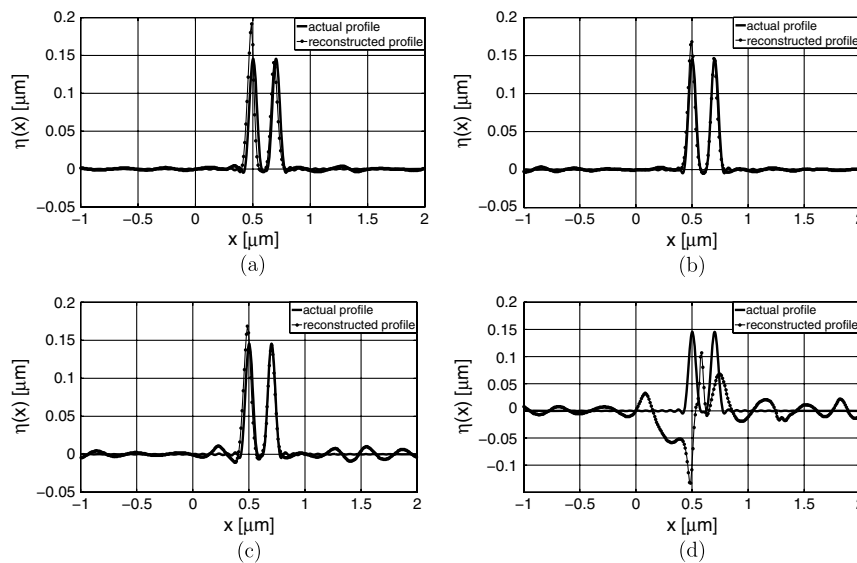 0.2
0.15
0.1
0.05
0
−0.05
η(x) [μm]
actual profile
reconstructed profile
−1 −0.5 0 0.5 1 1.5 2
x [μm]
(a)
0.2
0.15
0.1
0.05
0
−0.05
η(x) [μm]
actual profile
reconstructed profile
−1 −0.5 0 0.5 1 1.5 2
x [μm]
(b)
0.2
0.15
0.1
0.05
0
−0.05
η(x) [μm]
actual profile
reconstructed profile
−1 −0.5 0 0.5 1 1.5 2
x [μm]
(c)
0.2
0.15
0.1
0.05
0
−0.05
−0.1
η(x) [μm]
actual profile
reconstructed profile
−1 −0.5 0 0.5 1 1.5 2
x [μm]
(d)